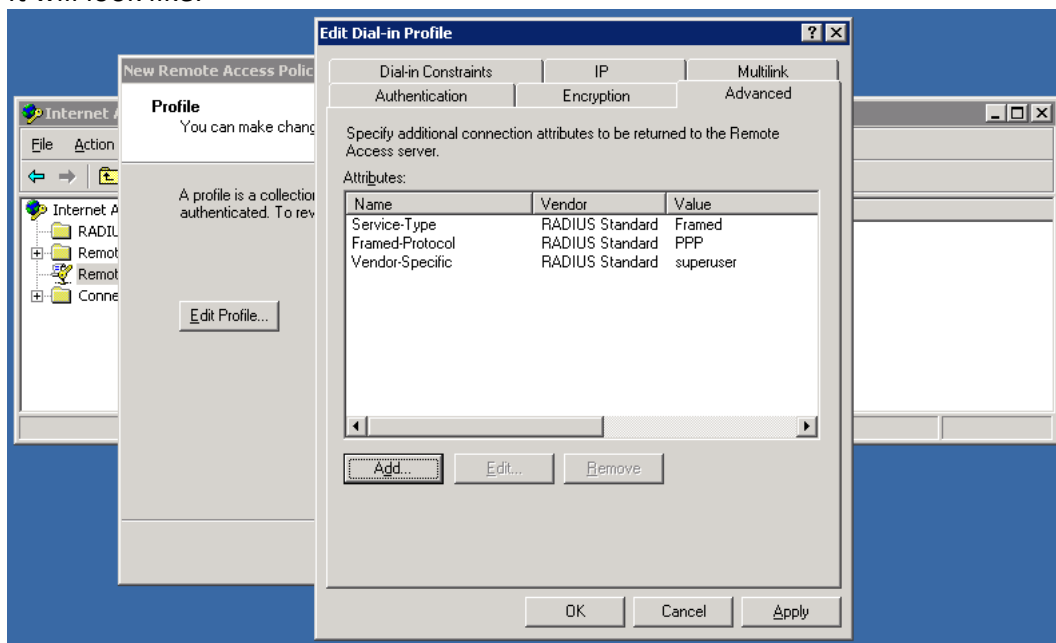 it will look like:
Edit Dial-in Profile
New Remote Access Polic
Dial-in Constraints IP Multilink
Authentication Encryption Advanced
Internet A
Profile
You can make chang
File Action
Specify additional connection attributes to be returned to the Remote
Access server.
Attributes:
A profile is a collection
authenticated. To rev
Name Vendor Value
Service-Type RADIUS Standard Framed
Framed-Protocol RADIUS Standard PPP
Vendor-Specific RADIUS Standard superuser
Internet A
RADIU
Remot
Remot
Conne
Edit Profile...
Add... Edit... Remove
OK Cancel Apply